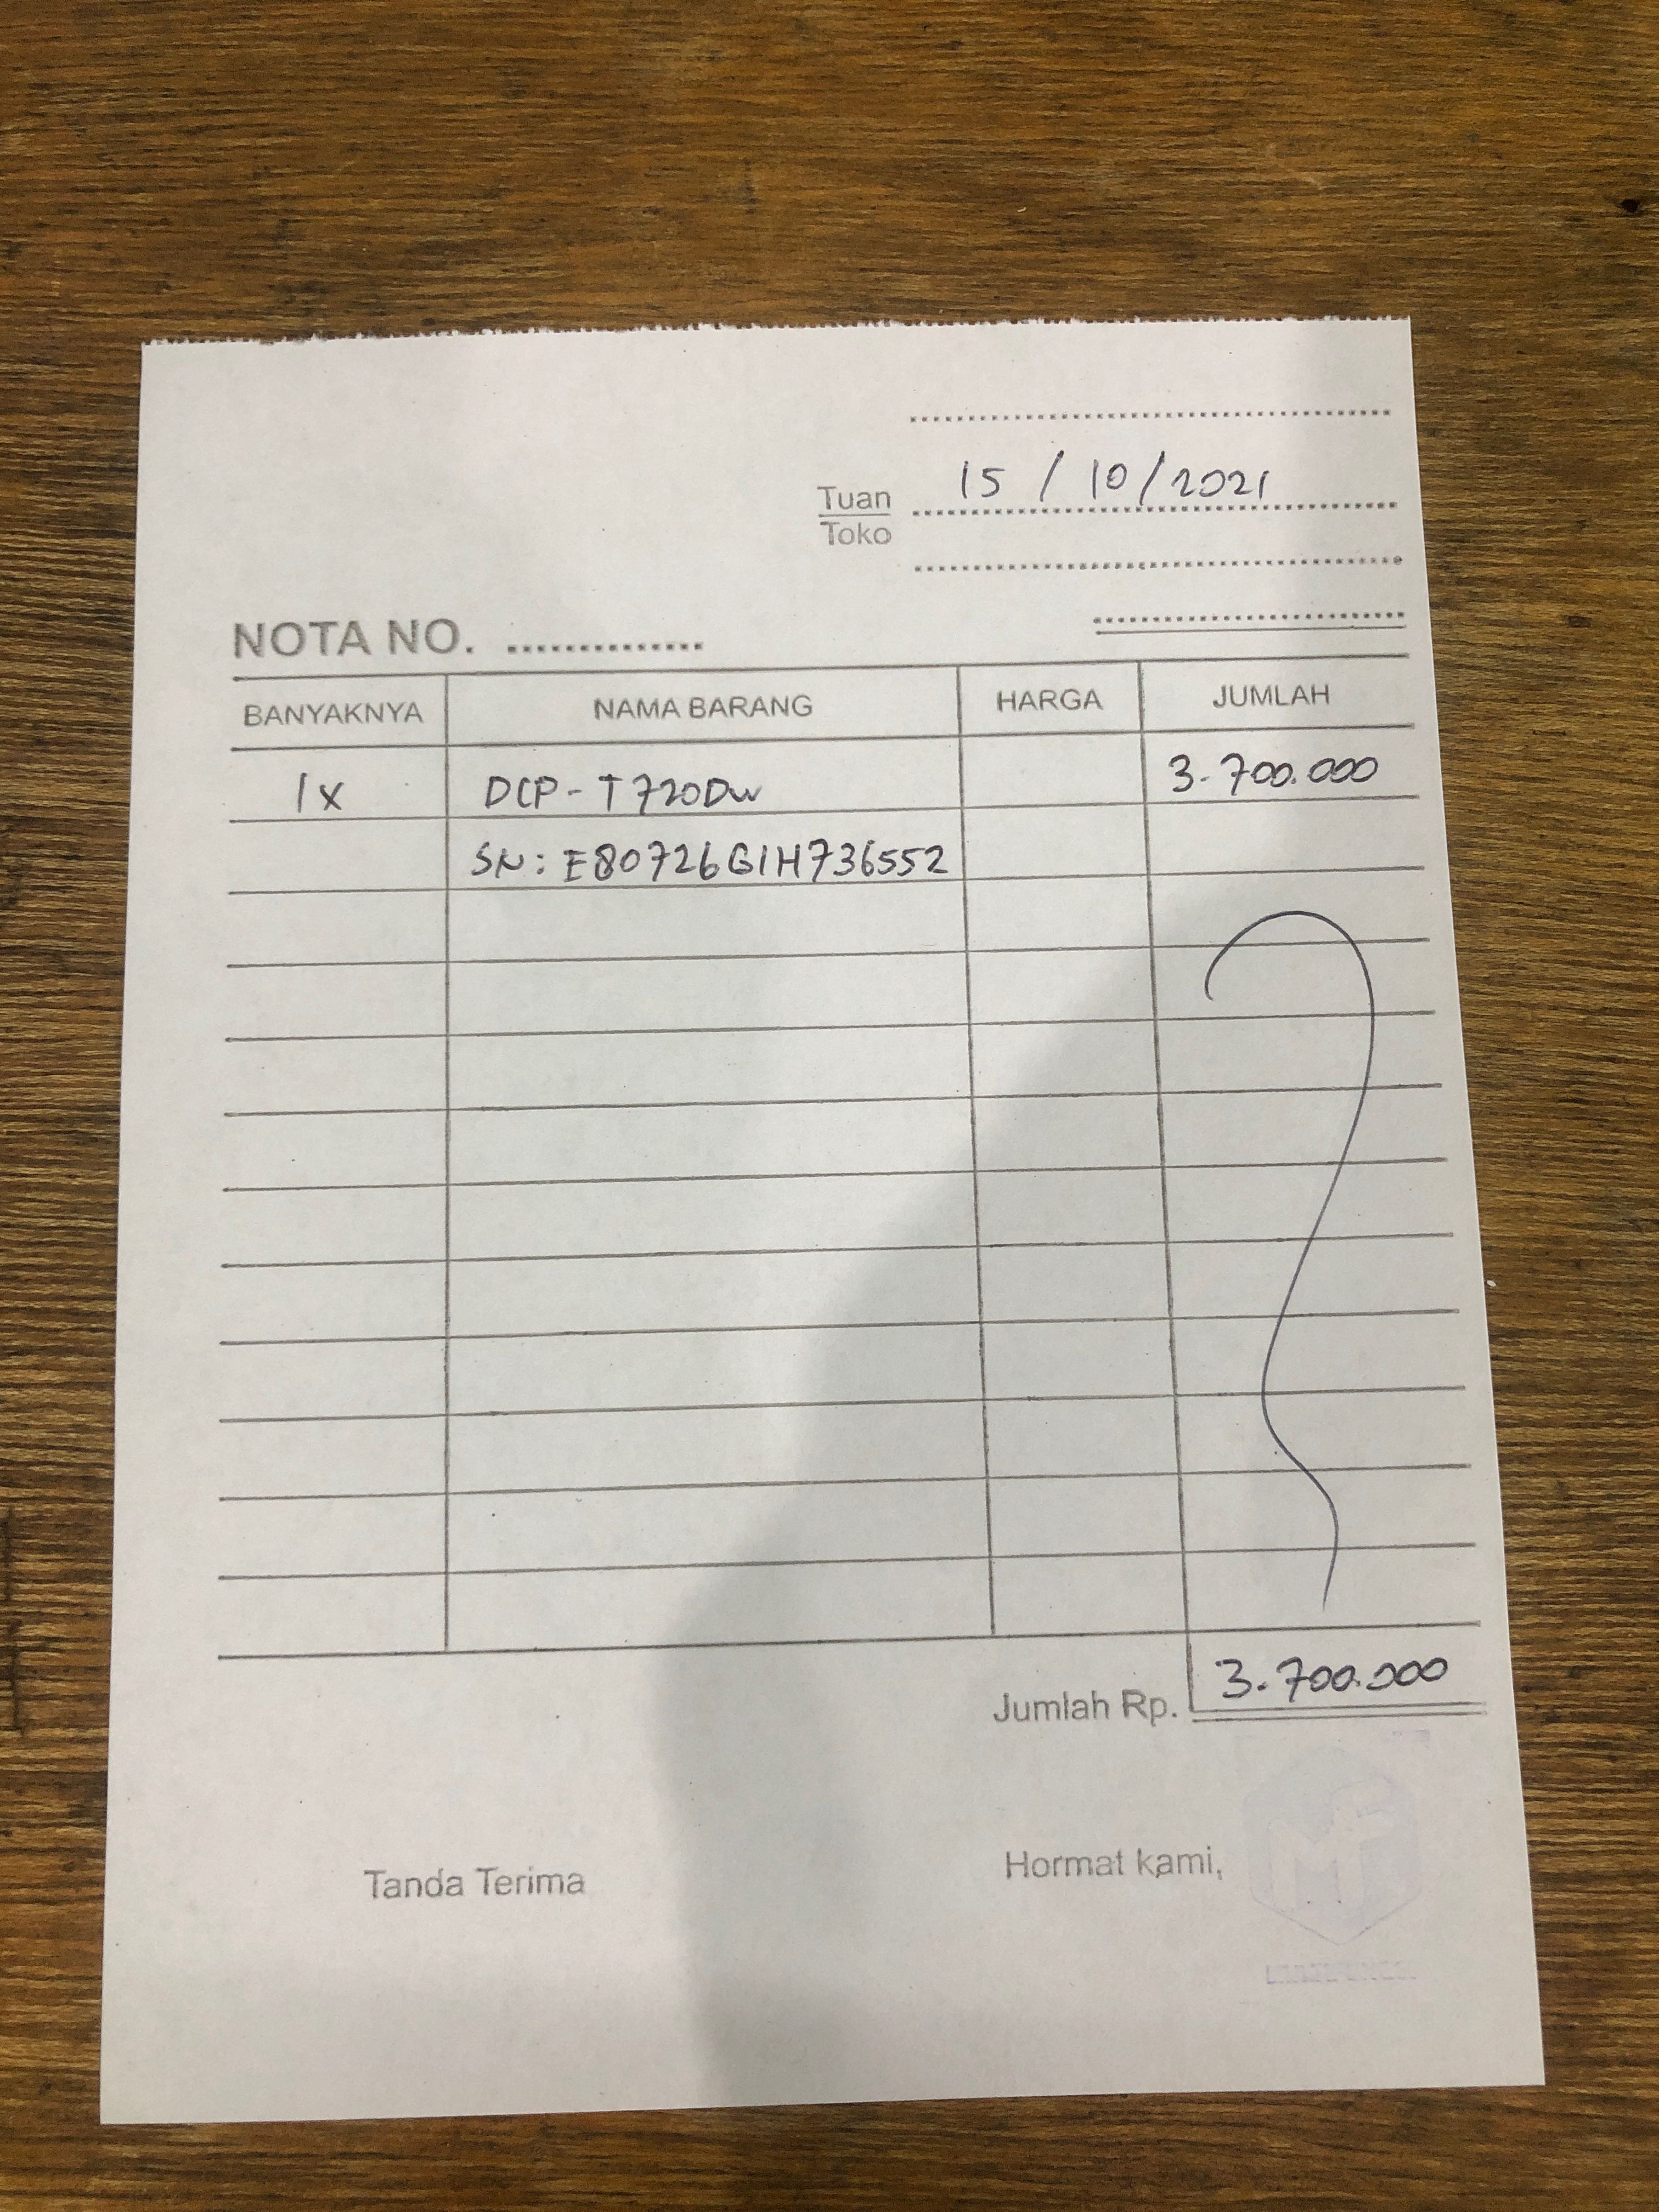 15 / 10 / 2021
Tuan
Toko
NOTA NO. ..............
BANYAKNYA NAMA BARANG HARGA JUMLAH
1x DCP-T720DW 3.700.000
SN: E80726G1H736552
Jumlah Rp. 3.700.000
Tanda Terima Hormat kami,